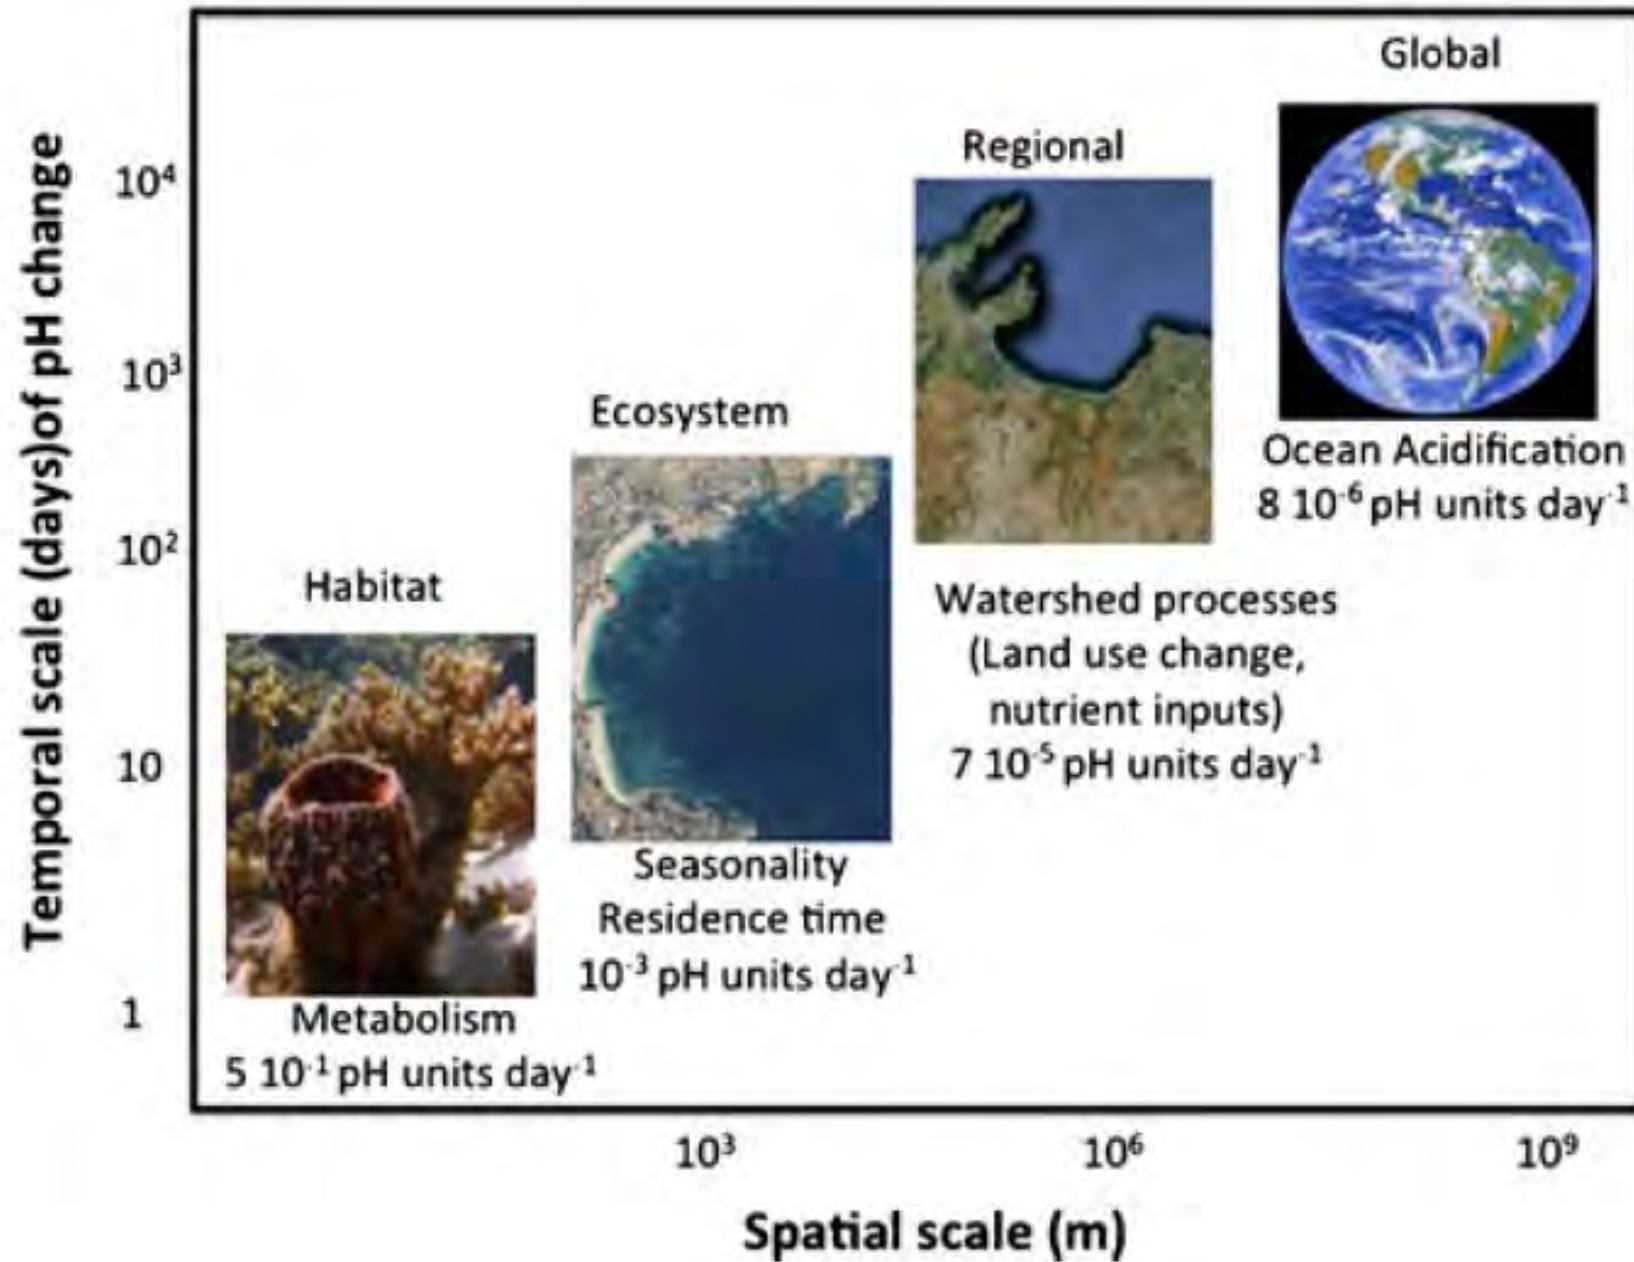 Global
Regional
10⁴
10³
Ecosystem
10²
Habitat
10
1
Temporal scale (days)of pH change
Ocean Acidification
8 10⁻⁶ pH units day⁻¹
Watershed processes
(Land use change,
nutrient inputs)
7 10⁻⁵ pH units day⁻¹
Seasonality
Residence time
10⁻³ pH units day⁻¹
Metabolism
5 10⁻¹ pH units day⁻¹
10³
10⁶
10⁹
Spatial scale (m)